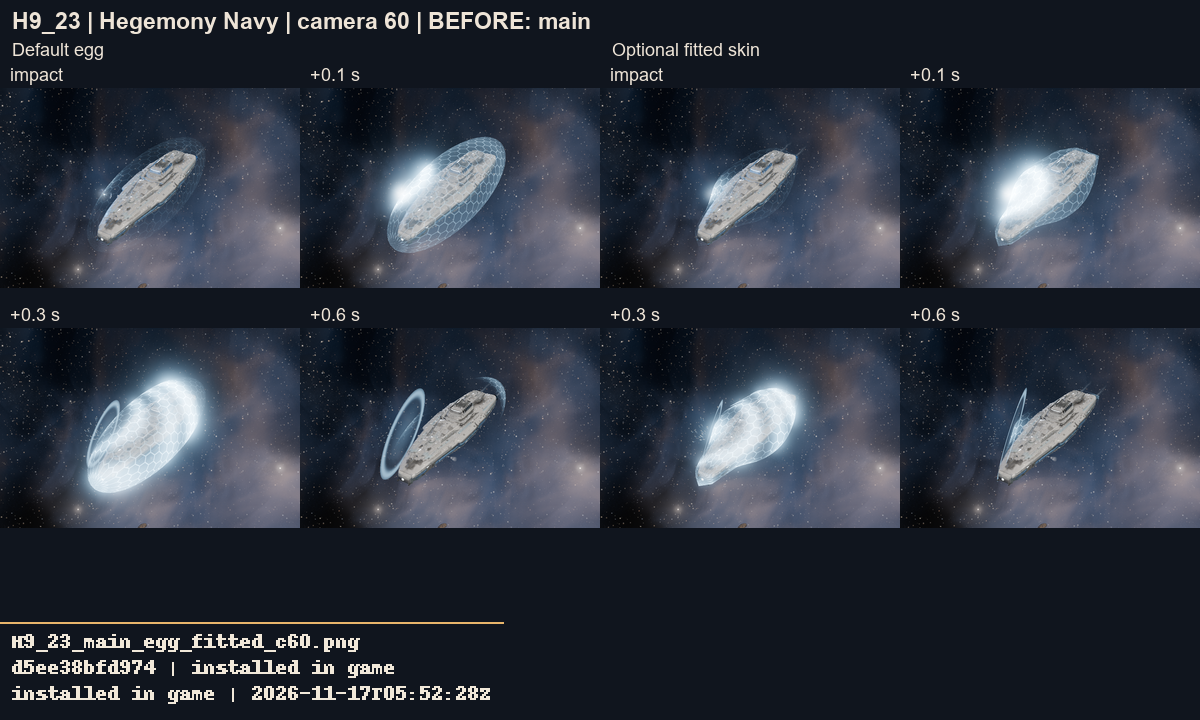 H9_23 | Hegemony Navy | camera 60 | BEFORE: main
Default egg
Optional fitted skin
impact
+0.1 s
impact
+0.1 s
+0.3 s
+0.6 s
+0.3 s
+0.6 s
H9_23_main_egg_fitted_c60.png
d5ee38bfd974 | installed in game
installed in game | 2026-11-17T05:52:28Z